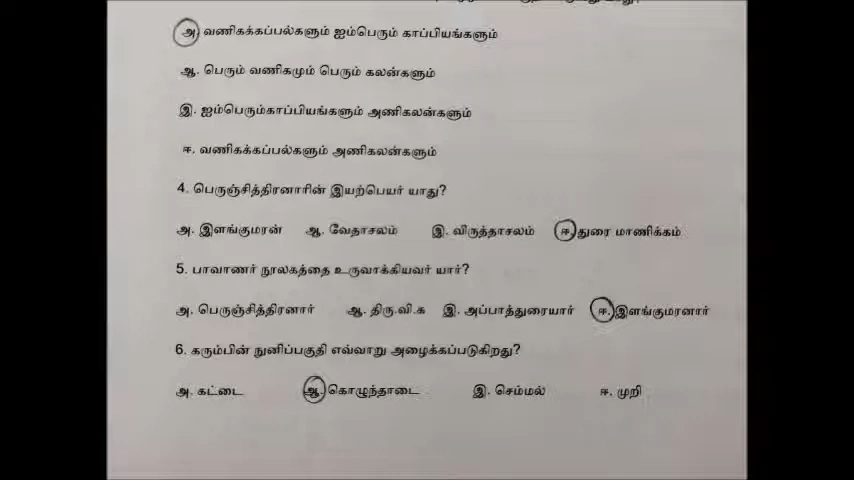 அ. வணிகக்கப்பல்களும் ஐம்பெரும் காப்பியங்களும்
ஆ. பெரும் வணிகமும் பெரும் கலன்களும்
இ. ஐம்பெரும்காப்பியங்களும் அணிகலன்களும்
ஈ. வணிகக்கப்பல்களும் அணிகலன்களும்
4. பெருஞ்சித்திரனாரின் இயற்பெயர் யாது?
அ. இளங்குமரன் ஆ. வேதாசலம் இ. விருத்தாசலம் ஈ. துரை மாணிக்கம்
5. பாவாணர் நூலகத்தை உருவாக்கியவர் யார்?
அ. பெருஞ்சித்திரனார் ஆ. திரு.வி.க இ. அப்பாத்துரையார் ஈ. இளங்குமரனார்
6. கரும்பின் நுனிப்பகுதி எவ்வாறு அழைக்கப்படுகிறது?
அ. கட்டை ஆ. கொழுந்தாடை இ. செம்மல் ஈ. முறி